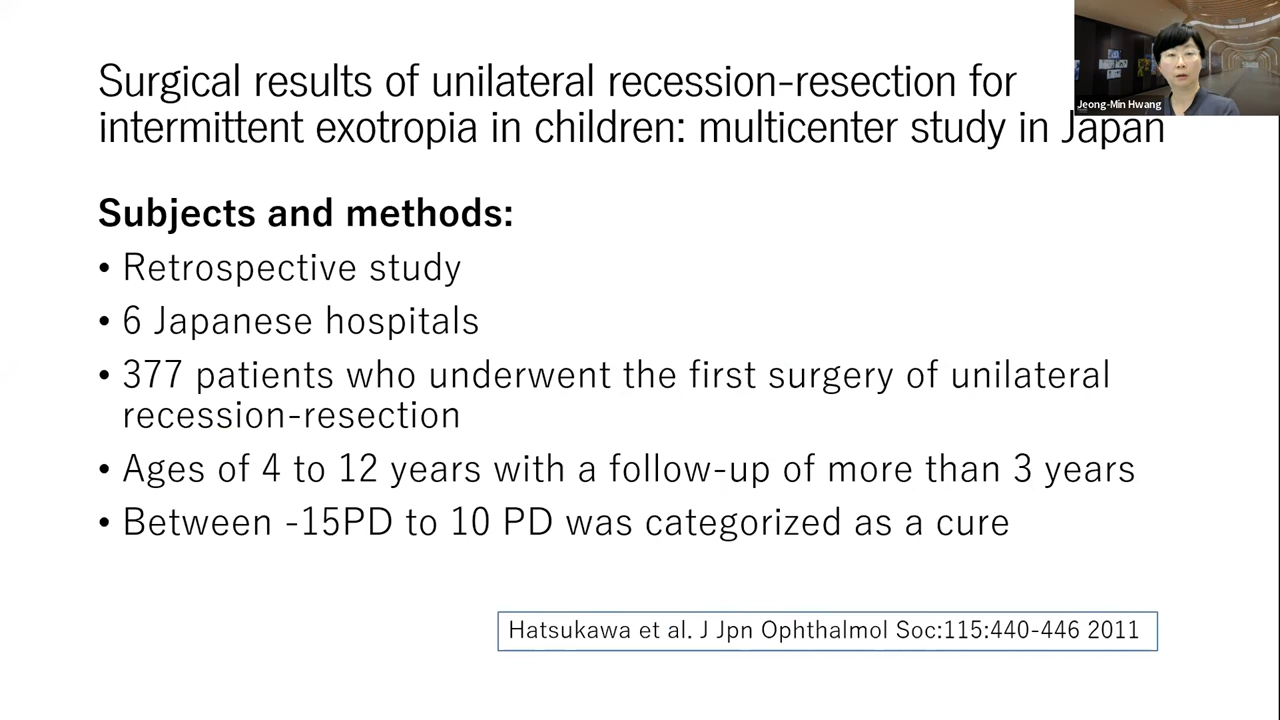 Surgical results of unilateral recession-resection for
intermittent exotropia in children: multicenter study in Japan
Jeong-Min Hwang
Subjects and methods:
• Retrospective study
• 6 Japanese hospitals
• 377 patients who underwent the first surgery of unilateral
recession-resection
• Ages of 4 to 12 years with a follow-up of more than 3 years
• Between -15PD to 10 PD was categorized as a cure
Hatsukawa et al. J Jpn Ophthalmol Soc:115:440-446 2011